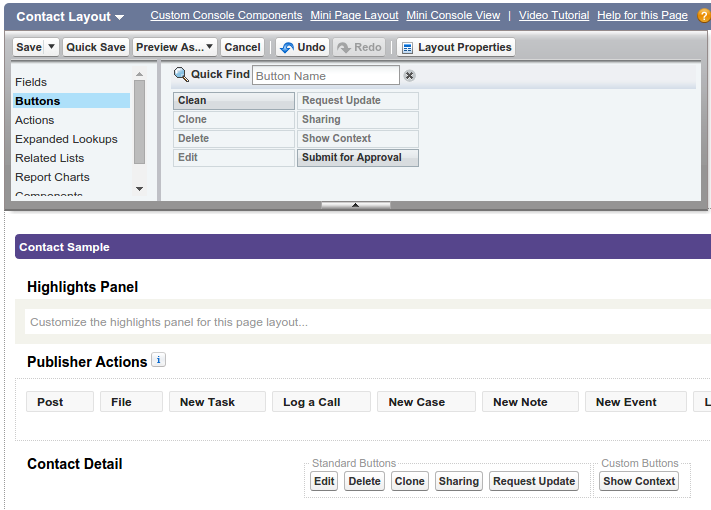 Contact Layout Custom Console Components Mini Page Layout Mini Console View | Video Tutorial Help for this Page ?
Save Quick Save Preview As... Cancel Undo Redo Layout Properties
Quick Find Button Name
Fields
Buttons
Actions
Expanded Lookups
Related Lists
Report Charts
Components
Clean Request Update
Clone Sharing
Delete Show Context
Edit Submit for Approval
Contact Sample
Highlights Panel
Customize the highlights panel for this page layout...
Publisher Actions i
Post File New Task Log a Call New Case New Note New Event L
Contact Detail
Standard Buttons Custom Buttons
Edit Delete Clone Sharing Request Update Show Context